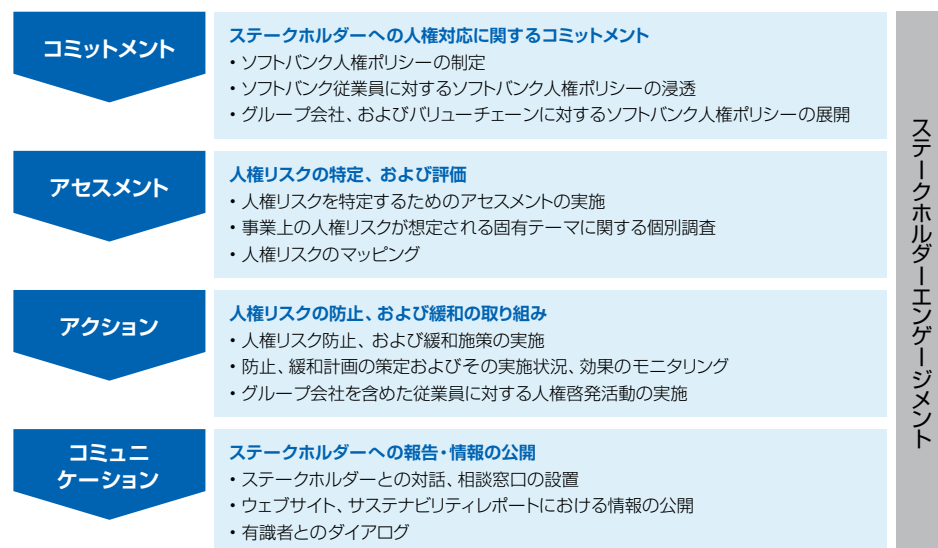 コミットメント
ステークホルダーへの人権対応に関するコミットメント
・ソフトバンク人権ポリシーの制定
・ソフトバンク従業員に対するソフトバンク人権ポリシーの浸透
・グループ会社、およびバリューチェーンに対するソフトバンク人権ポリシーの展開
アセスメント
人権リスクの特定、および評価
・人権リスクを特定するためのアセスメントの実施
・事業上の人権リスクが想定される固有テーマに関する個別調査
・人権リスクのマッピング
アクション
人権リスクの防止、および緩和の取り組み
・人権リスク防止、および緩和施策の実施
・防止、緩和計画の策定およびその実施状況、効果のモニタリング
・グループ会社を含めた従業員に対する人権啓発活動の実施
コミュニ
ケーション
ステークホルダーへの報告・情報の公開
・ステークホルダーとの対話、相談窓口の設置
・ウェブサイト、サステナビリティレポートにおける情報の公開
・有識者とのダイアログ
ステークホルダーエンゲージメント